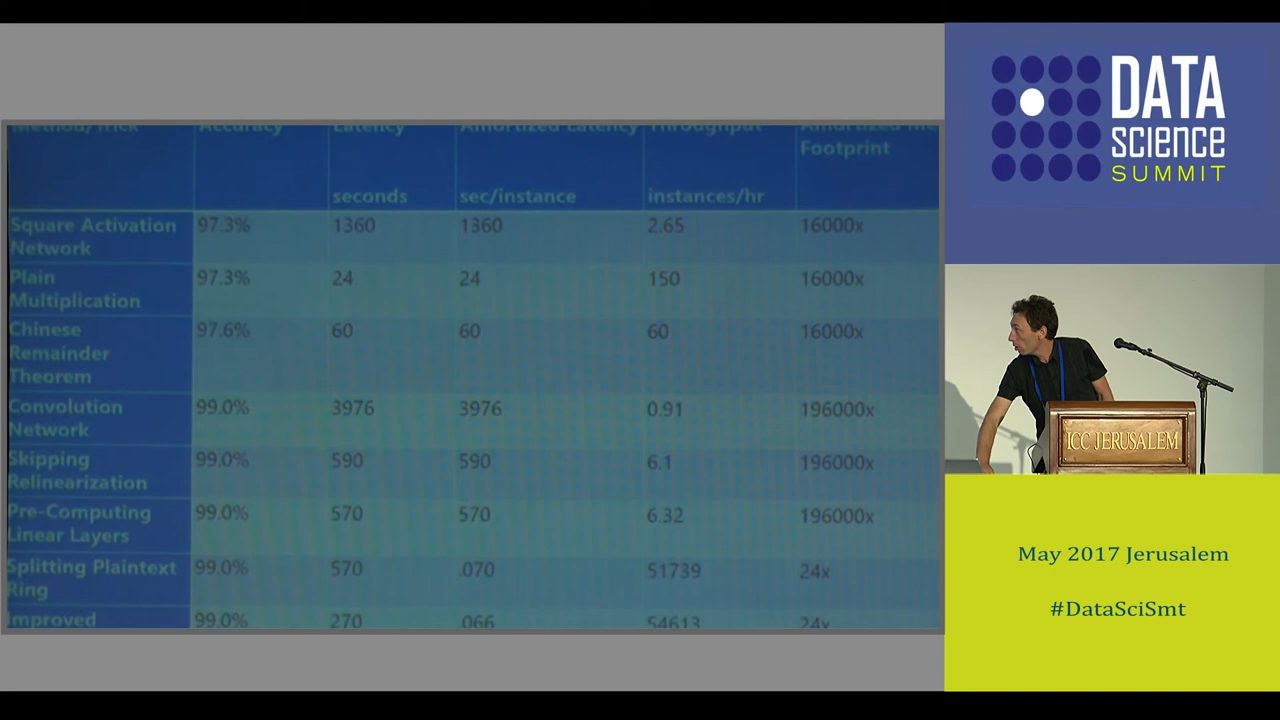 Method/Trick Accuracy Latency Amortized Latency Throughput Amortized Me
Footprint
seconds sec/instance instances/hr
Square Activation 97.3% 1360 1360 2.65 16000x
Network
Plain 97.3% 24 24 150 16000x
Multiplication
Chinese 97.6% 60 60 60 16000x
Remainder
Theorem
Convolution 99.0% 3976 3976 0.91 196000x
Network
Skipping 99.0% 590 590 6.1 196000x
Relinearization
Pre-Computing 99.0% 570 570 6.32 196000x
Linear Layers
Splitting Plaintext 99.0% 570 .070 51739 24x
Ring
Improved 99.0% 270 .066 54613 24x
DATA
SCIENCE
SUMMIT
ICC JERUSALEM
May 2017 Jerusalem
#DataSciSmt